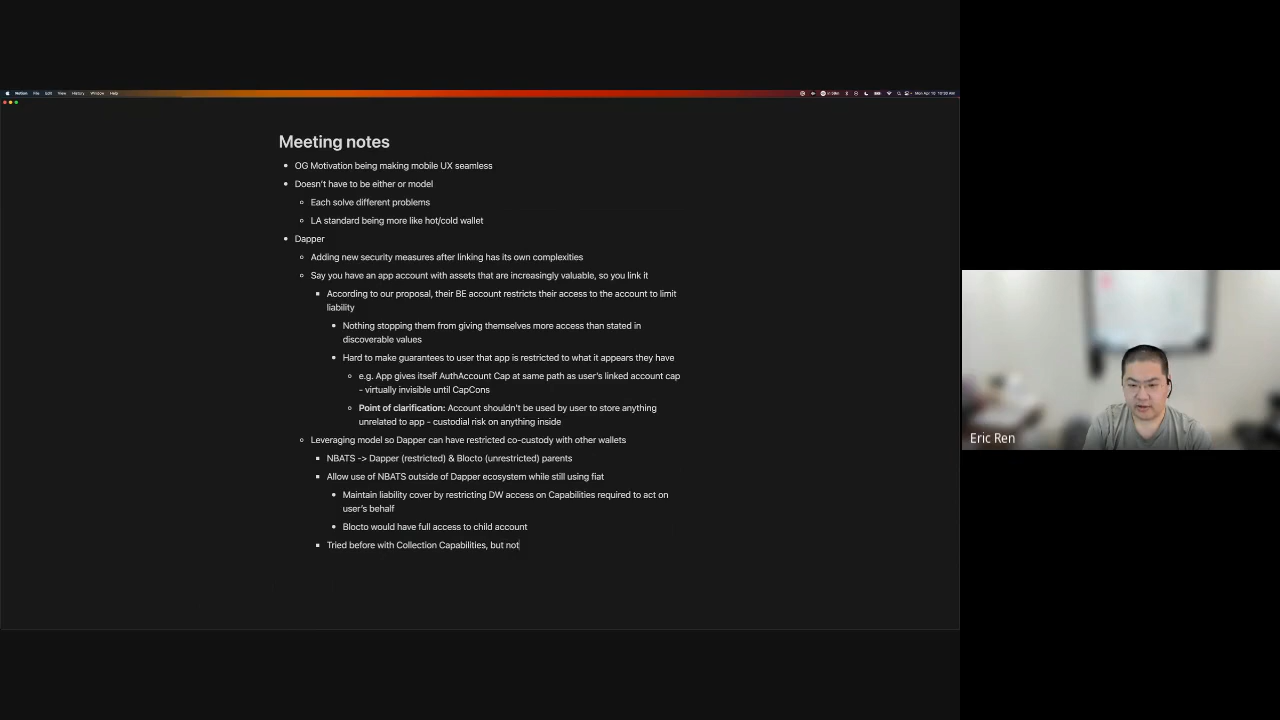 Notion File Edit View History Window Help
Meeting notes
• OG Motivation being making mobile UX seamless
• Doesn't have to be either or model
◦ Each solve different problems
◦ LA standard being more like hot/cold wallet
• Dapper
◦ Adding new security measures after linking has its own complexities
◦ Say you have an app account with assets that are increasingly valuable, so you link it
▪ According to our proposal, their BE account restricts their access to the account to limit
liability
• Nothing stopping them from giving themselves more access than stated in
discoverable values
• Hard to make guarantees to user that app is restricted to what it appears they have
◦ e.g. App gives itself AuthAccount Cap at same path as user's linked account cap
- virtually invisible until CapCons
◦ Point of clarification: Account shouldn't be used by user to store anything
unrelated to app - custodial risk on anything inside
◦ Leveraging model so Dapper can have restricted co-custody with other wallets
▪ NBATS -> Dapper (restricted) & Blocto (unrestricted) parents
▪ Allow use of NBATS outside of Dapper ecosystem while still using fiat
• Maintain liability cover by restricting DW access on Capabilities required to act on
user's behalf
• Blocto would have full access to child account
▪ Tried before with Collection Capabilities, but not
Eric Ren